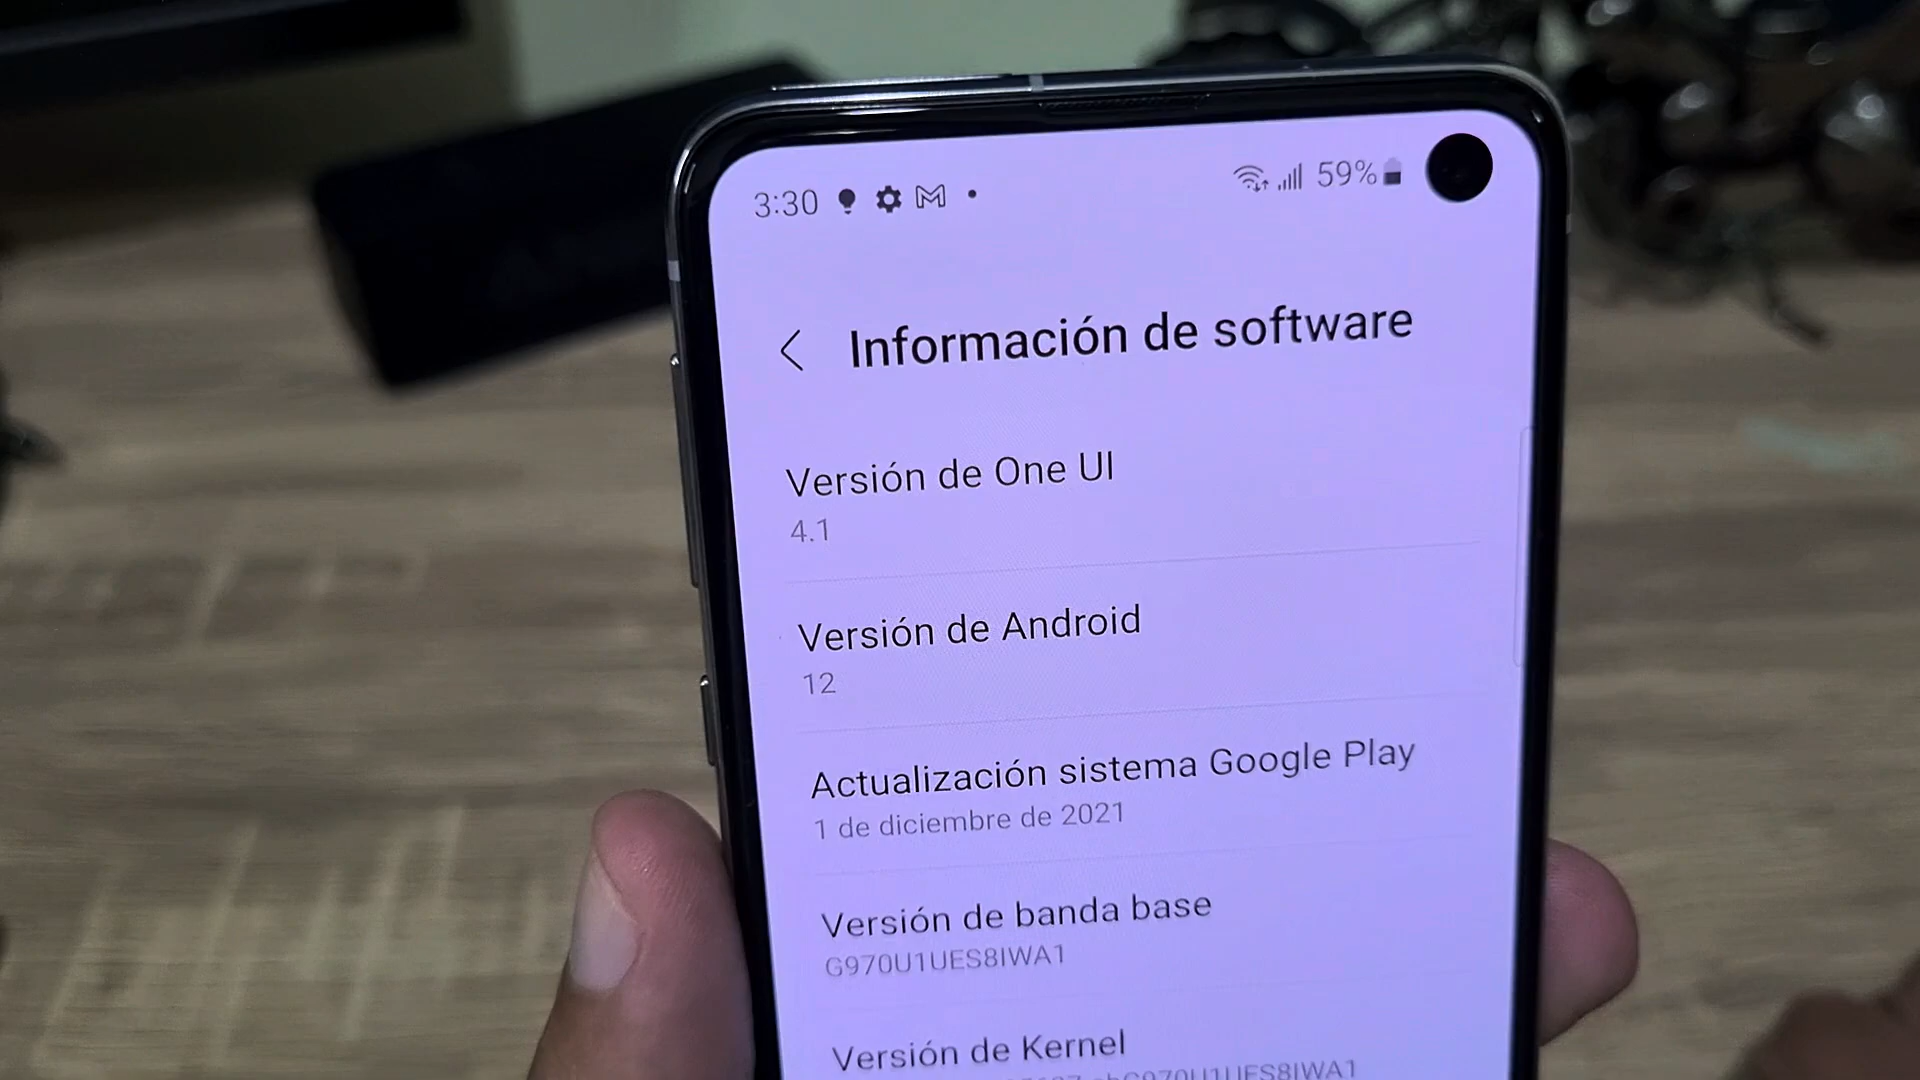 3:30 59%
Información de software
Versión de One UI
4.1
Versión de Android
12
Actualización sistema Google Play
1 de diciembre de 2021
Versión de banda base
G970U1UES8IWA1
Versión de Kernel
G970U1UES8IWA1